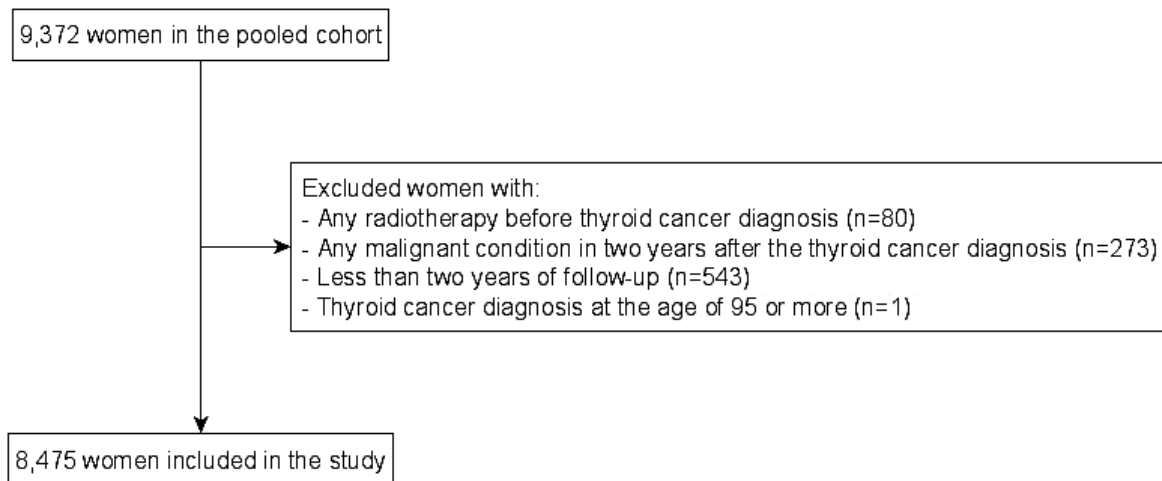 9,372 women in the pooled cohort
Excluded women with:
- Any radiotherapy before thyroid cancer diagnosis (n=80)
- Any malignant condition in two years after the thyroid cancer diagnosis (n=273)
- Less than two years of follow-up (n=543)
- Thyroid cancer diagnosis at the age of 95 or more (n=1)
8,475 women included in the study